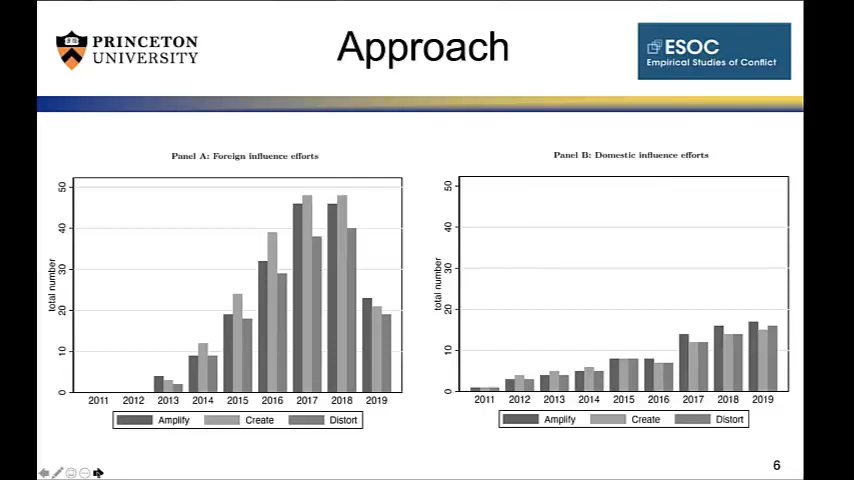 PRINCETON
UNIVERSITY
Approach
ESOC
Empirical Studies of Conflict
Panel A: Foreign influence efforts
total number
50
40
30
20
10
0
2011 2012 2013 2014 2015 2016 2017 2018 2019
Amplify Create Distort
Panel B: Domestic influence efforts
total number
50
40
30
20
10
0
2011 2012 2013 2014 2015 2016 2017 2018 2019
Amplify Create Distort
6